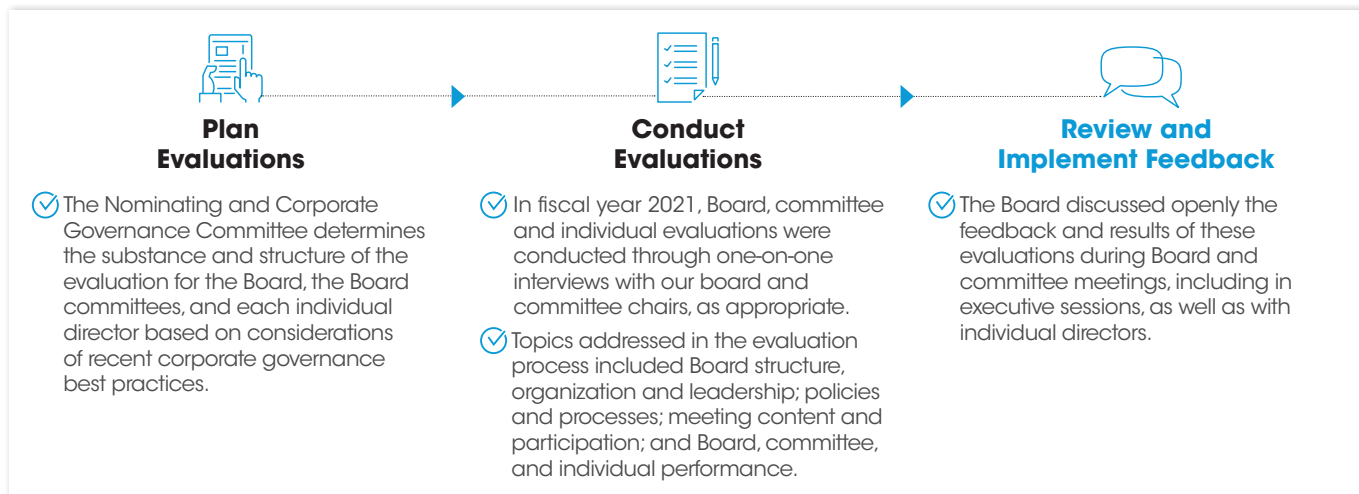 Plan
Evaluations
The Nominating and Corporate
Governance Committee determines
the substance and structure of the
evaluation for the Board, the Board
committees, and each individual
director based on considerations
of recent corporate governance
best practices.
Conduct
Evaluations
In fiscal year 2021, Board, committee
and individual evaluations were
conducted through one-on-one
interviews with our board and
committee chairs, as appropriate.
Topics addressed in the evaluation
process included Board structure,
organization and leadership; policies
and processes; meeting content and
participation; and Board, committee,
and individual performance.
Review and
Implement Feedback
The Board discussed openly the
feedback and results of these
evaluations during Board and
committee meetings, including in
executive sessions, as well as with
individual directors.